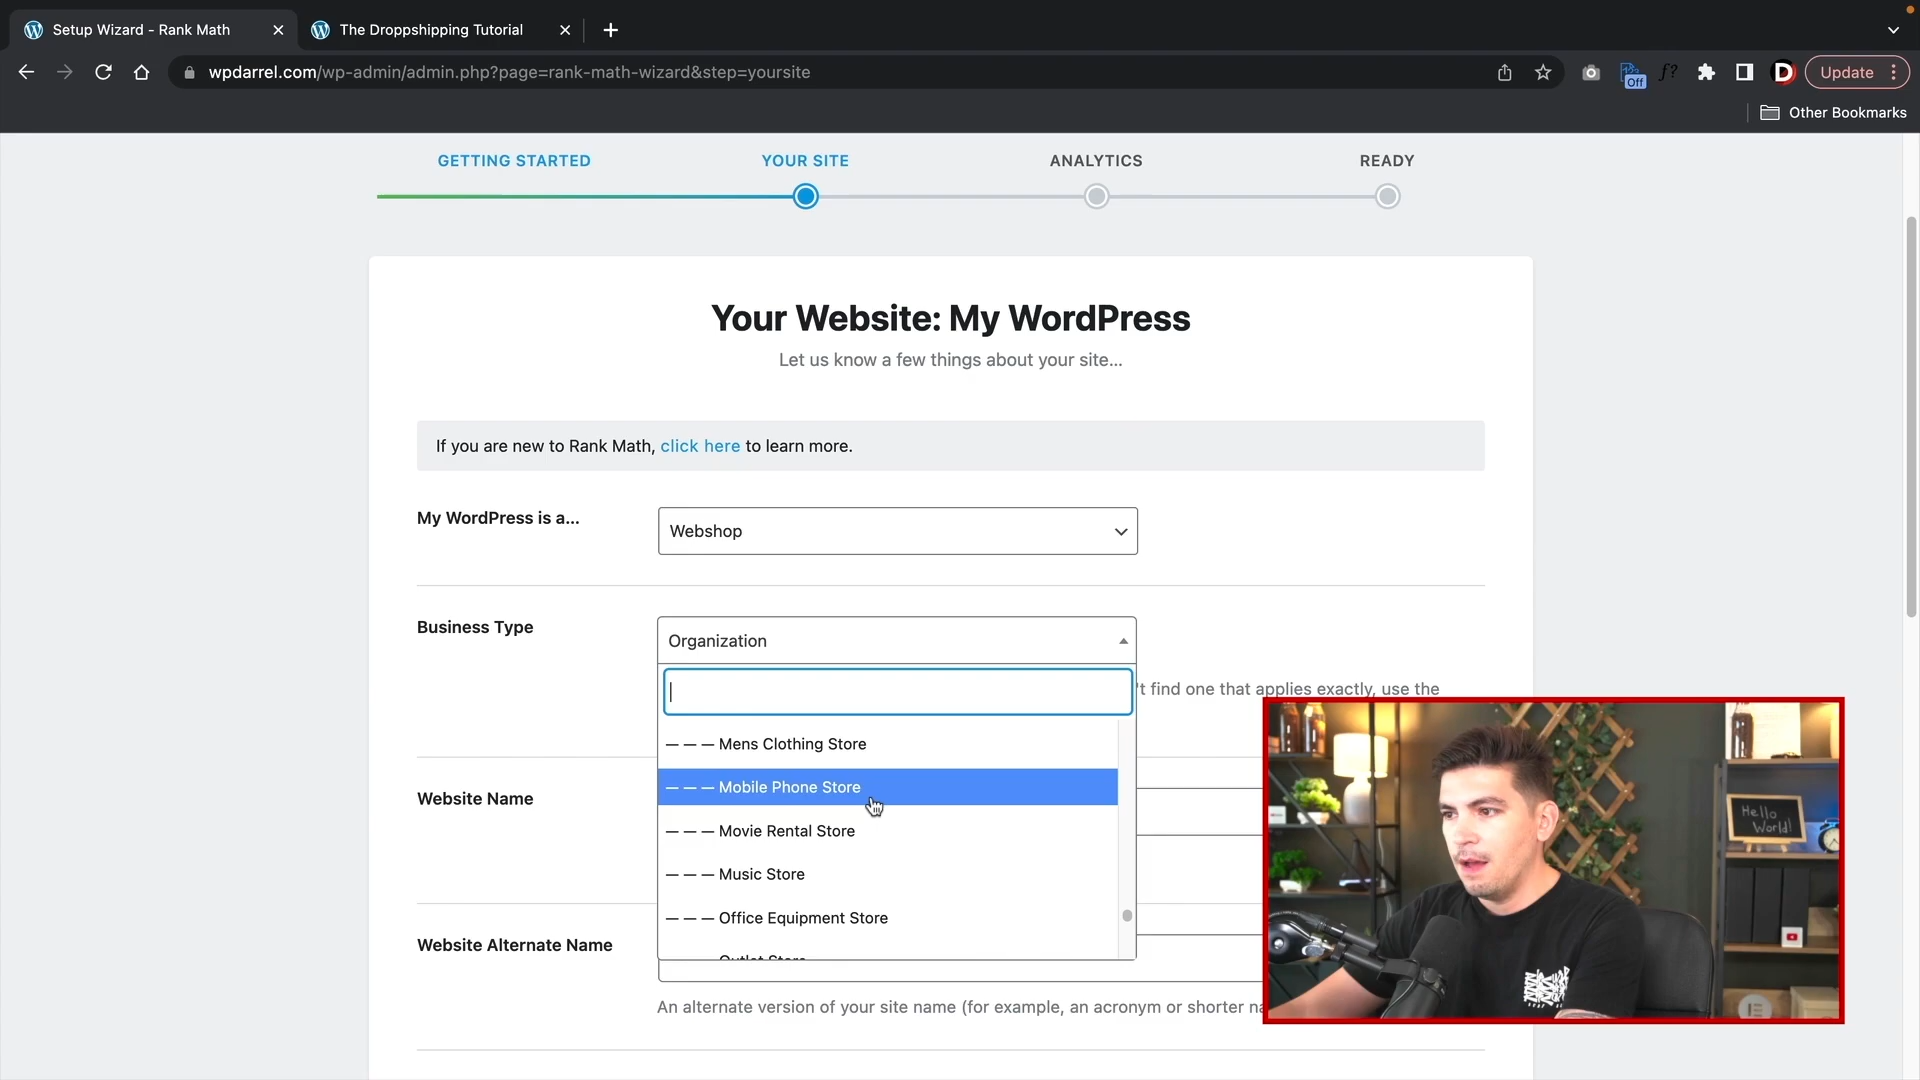 Setup Wizard - Rank Math
The Droppshipping Tutorial
wpdarrel.com/wp-admin/admin.php?page=rank-math-wizard&step=yoursite
Off
f?
D
Update
Other Bookmarks
GETTING STARTED
YOUR SITE
ANALYTICS
READY
Your Website: My WordPress
Let us know a few things about your site...
If you are new to Rank Math, click here to learn more.
My WordPress is a...
Webshop
Business Type
Organization
't find one that applies exactly, use the
— — — Mens Clothing Store
— — — Mobile Phone Store
Website Name
— — — Movie Rental Store
— — — Music Store
— — — Office Equipment Store
Outlet Store
Website Alternate Name
An alternate version of your site name (for example, an acronym or shorter na
Hello
World!